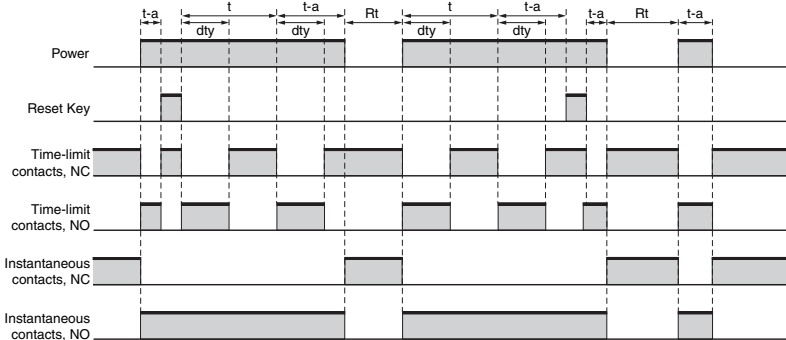 t-a t t-a Rt t t-a t-a Rt t-a
dty dty dty dty
Power
Reset Key
Time-limit
contacts, NC
Time-limit
contacts, NO
Instantaneous
contacts, NC
Instantaneous
contacts, NO